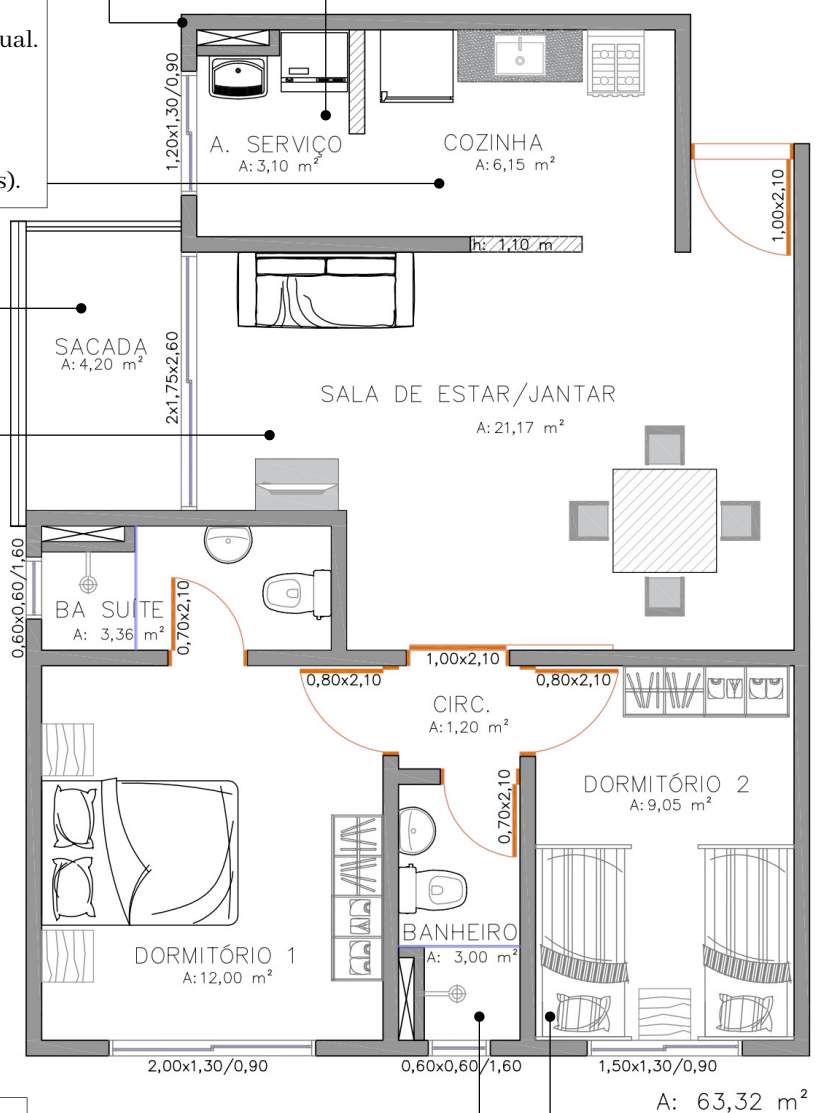 ual.
s).
1,20x1,30/0,90
A. SERVIÇO
A: 3,10 m²
COZINHA
A: 6,15 m²
1,00x2,10
h: 1,10 m
SACADA
A: 4,20 m²
2x1,75x2,60
SALA DE ESTAR/JANTAR
A: 21,17 m²
0,60x0,60/1,60
BA SUÍTE
A: 3,36 m²
0,70x2,10
0,80x2,10
1,00x2,10
0,80x2,10
CIRC.
A: 1,20 m²
0,70x2,10
DORMITÓRIO 2
A: 9,05 m²
BANHEIRO
A: 3,00 m²
DORMITÓRIO 1
A: 12,00 m²
2,00x1,30/0,90
0,60x0,60/1,60
1,50x1,30/0,90
A: 63,32 m²